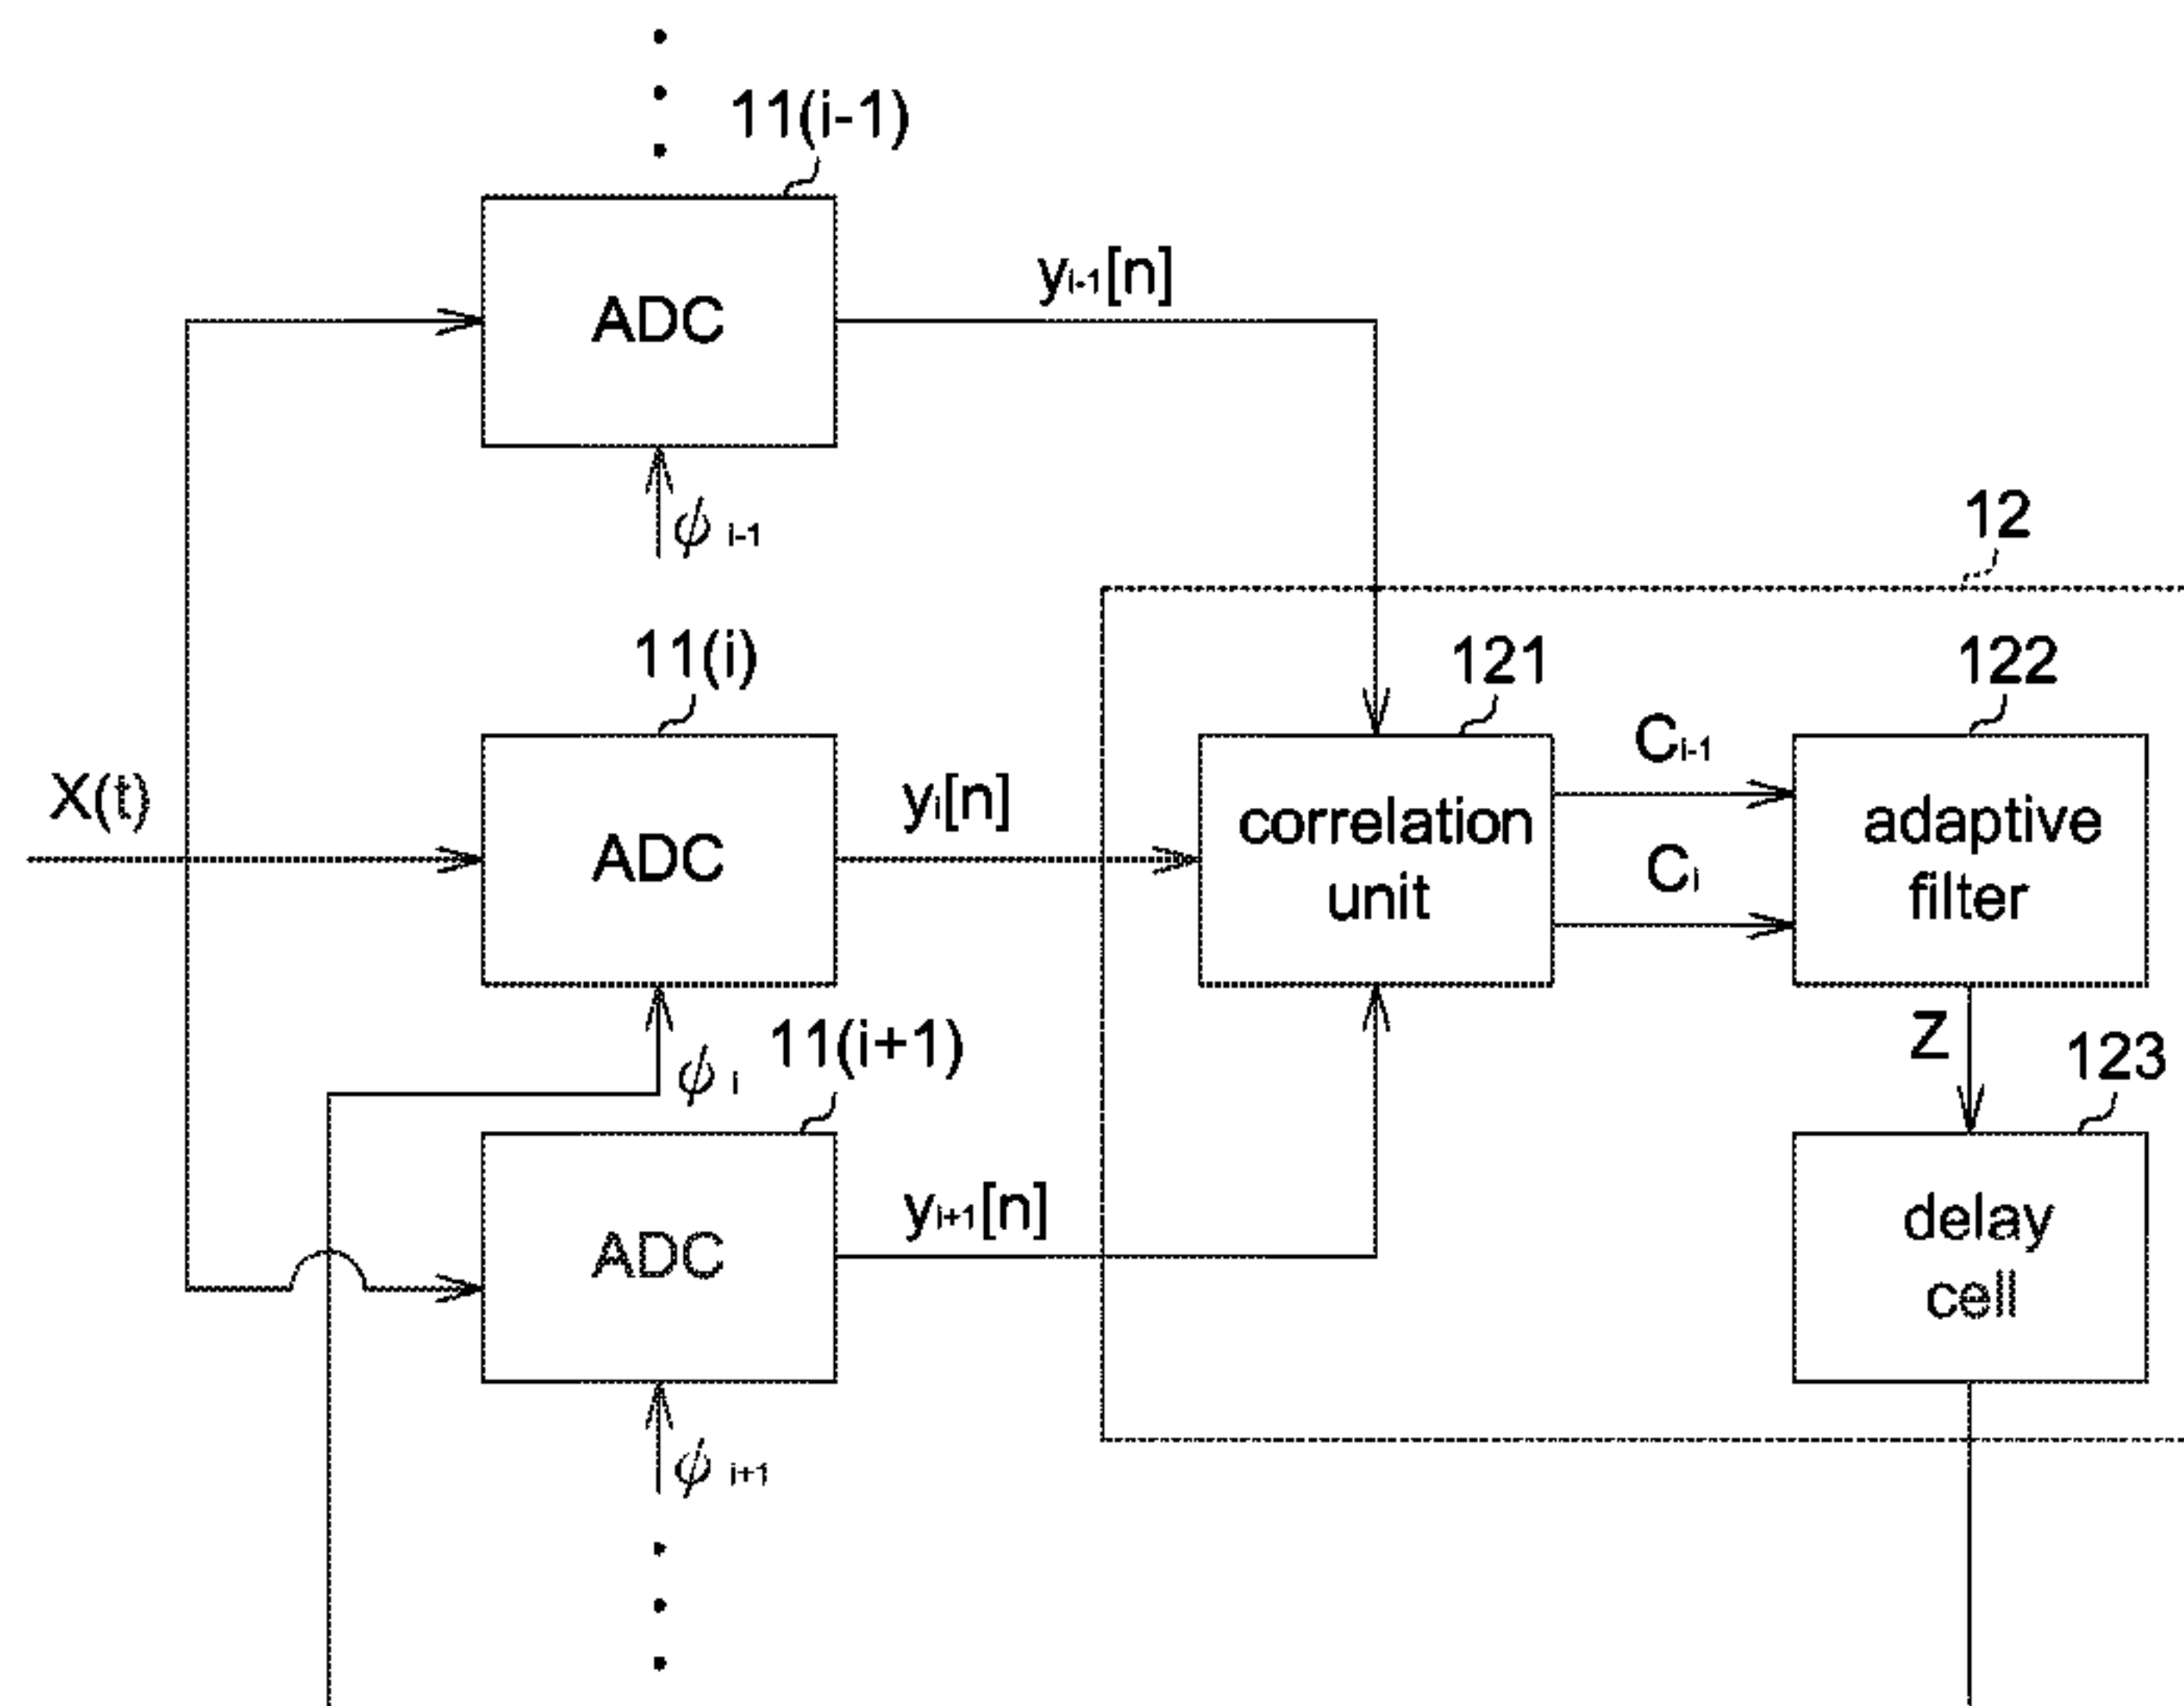 11(i-1)
ADC
yi-1[n]
ϕ i-1
12
11(i)
121
122
X(t)
ADC
yi[n]
correlation
unit
Ci-1
Ci
adaptive
filter
ϕ i
11(i+1)
Z
123
ADC
yi+1[n]
delay
cell
ϕ i+1